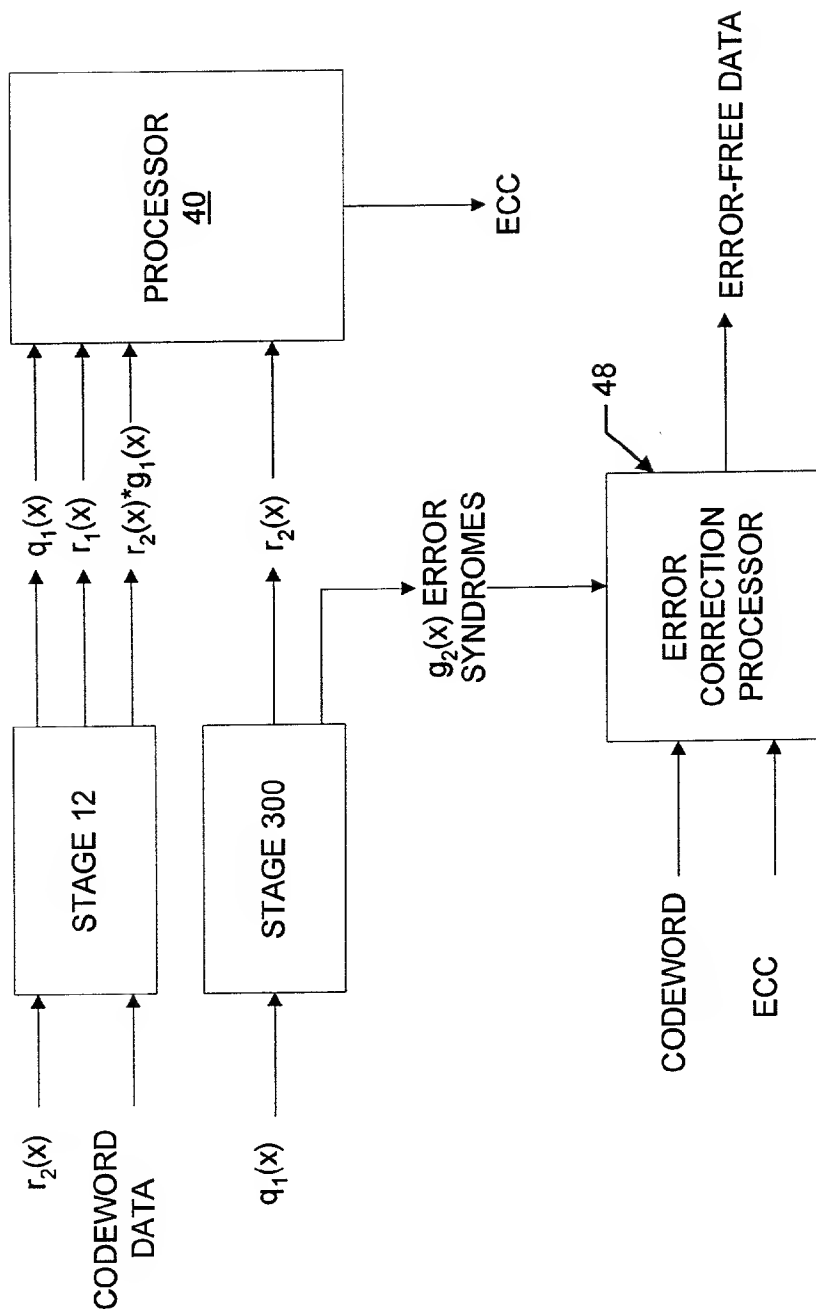 r₂(x)
CODEWORD
DATA
STAGE 12
q₁(x)
r₁(x)
r₂(x)*g₁(x)
PROCESSOR
40
ECC
q₁(x)
STAGE 300
r₂(x)
g₂(x) ERROR
SYNDROMES
48
CODEWORD
ECC
ERROR
CORRECTION
PROCESSOR
ERROR-FREE DATA